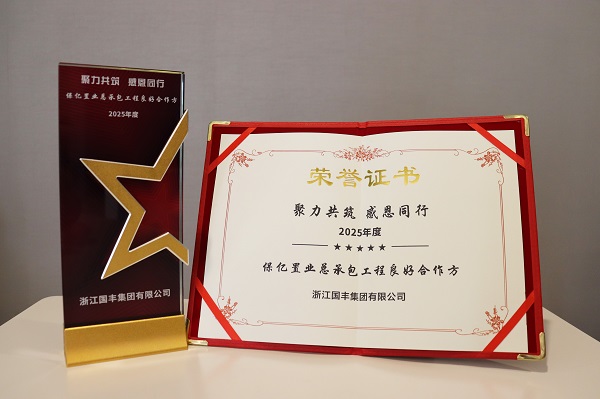 聚力共筑 感恩同行
保亿置业总承包工程良好合作方
2025年度
浙江国丰集团有限公司
荣誉证书
聚力共筑 感恩同行
2025年度
★★★★★
保亿置业总承包工程良好合作方
浙江国丰集团有限公司